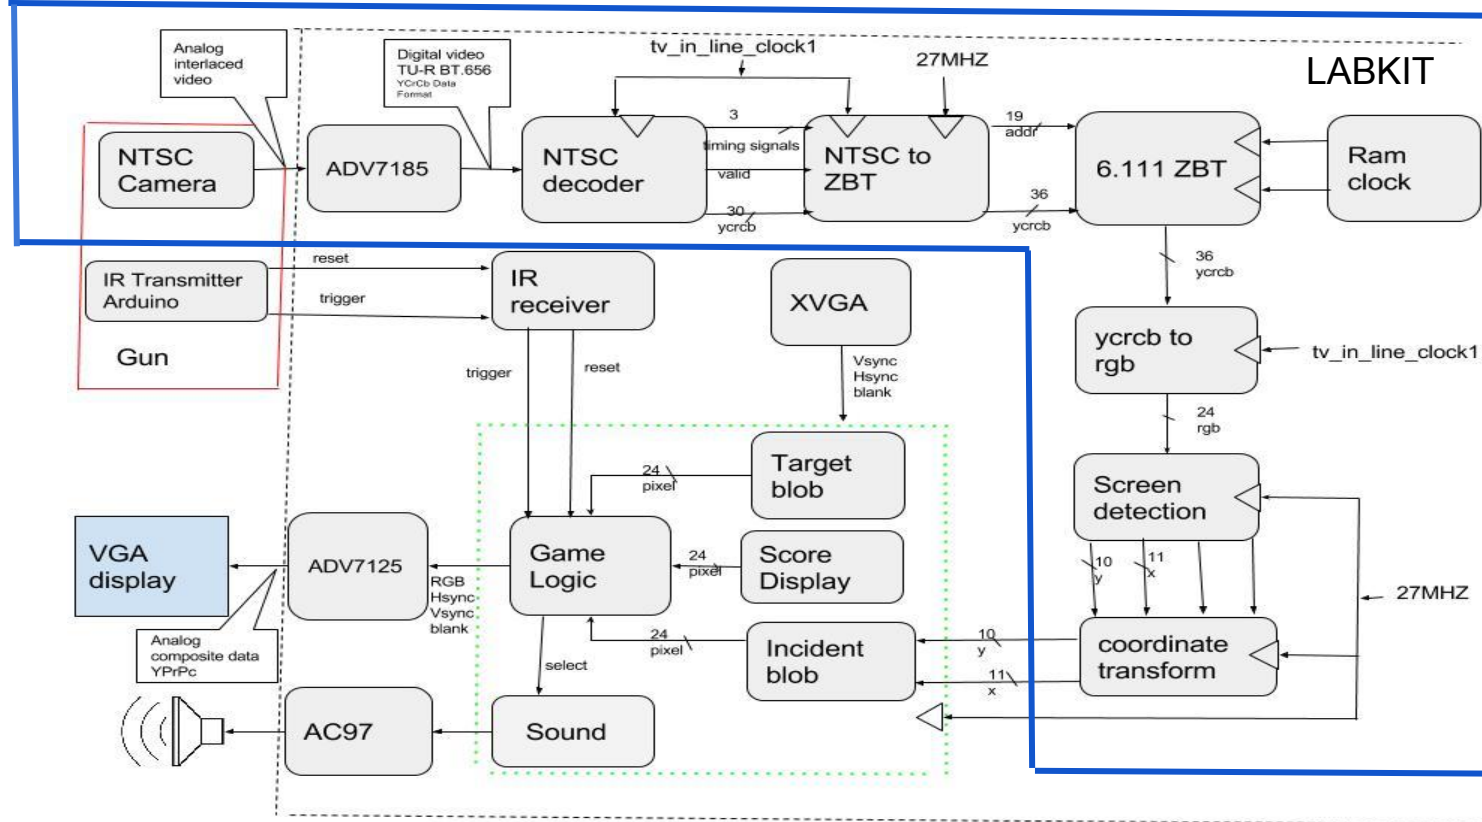 LABKIT
Analog
interlaced
video
Digital video
TU-R BT.656
YCrCb Data
Format
tv_in_line_clock1
27MHZ
NTSC
Camera
ADV7185
NTSC
decoder
3
timing signals
valid
30
ycrcb
NTSC to
ZBT
19
addr
36
ycrcb
6.111 ZBT
Ram
clock
IR Transmitter
Arduino
Gun
reset
trigger
IR
receiver
trigger
reset
XVGA
Vsync
Hsync
blank
36
ycrcb
ycrcb to
rgb
tv_in_line_clock1
24
rgb
Screen
detection
10
y
11
x
27MHZ
coordinate
transform
10
y
11
x
Target
blob
24
pixel
Score
Display
24
pixel
Incident
blob
24
pixel
Game
Logic
RGB
Hsync
Vsync
blank
ADV7125
VGA
display
Analog
composite data
YPrPc
select
Sound
AC97